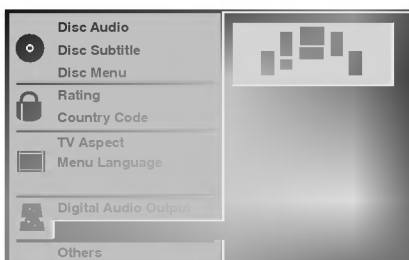 Disc Audio
Disc Subtitle
Disc Menu
Rating
Country Code
TV Aspect
Menu Language
Digital Audio Output
Others